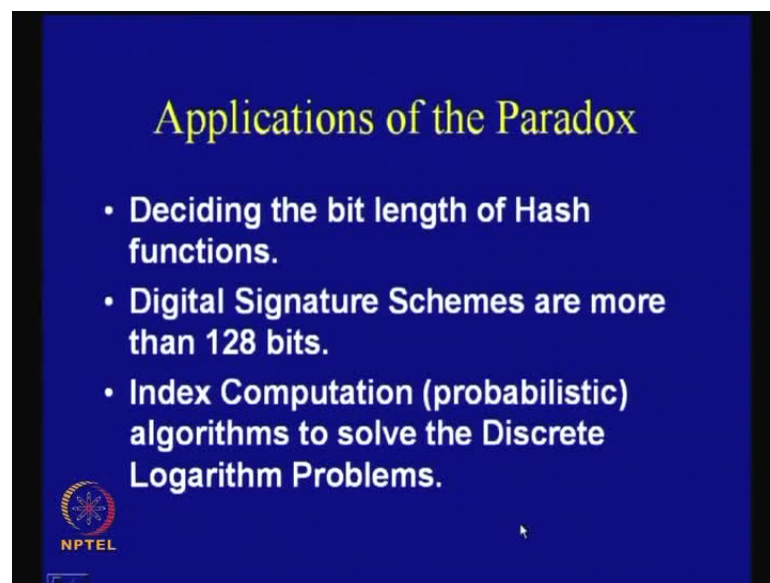 Applications of the Paradox
• Deciding the bit length of Hash
functions.
• Digital Signature Schemes are more
than 128 bits.
• Index Computation (probabilistic)
algorithms to solve the Discrete
Logarithm Problems.
NPTEL